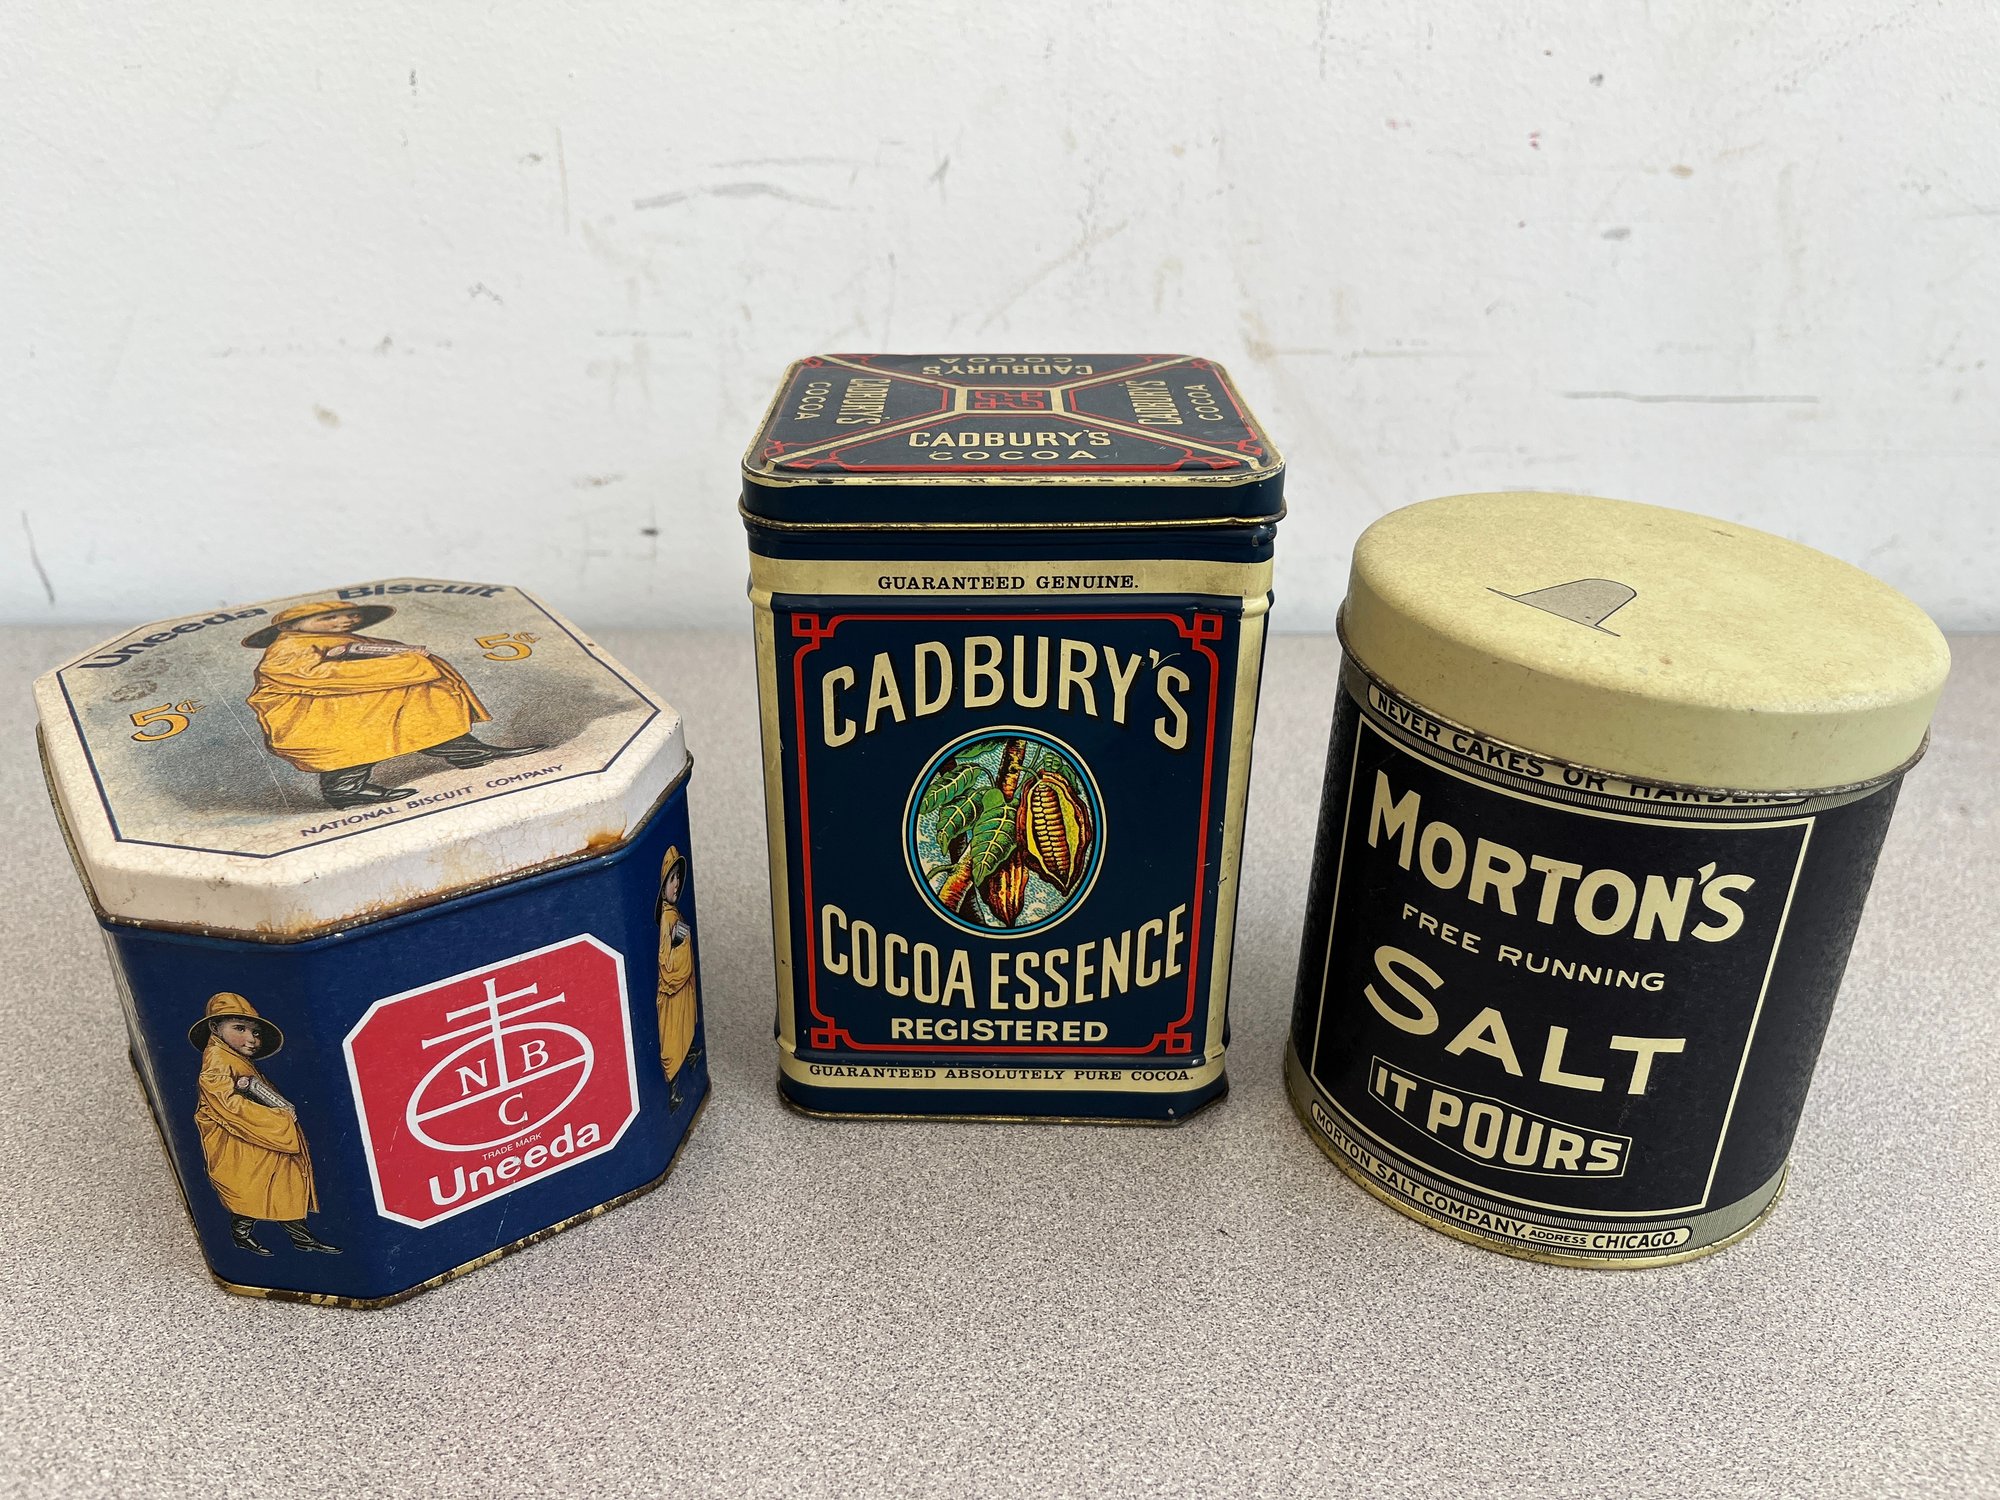 Uneeda Biscuit
5¢
5¢
NATIONAL BISCUIT COMPANY
N B
C
TRADE MARK
Uneeda
CADBURY'S
COCOA
CADBURY'S
COCOA
CADBURY'S
COCOA
CADBURY'S
COCOA
GUARANTEED GENUINE.
CADBURY'S
COCOA ESSENCE
REGISTERED
GUARANTEED ABSOLUTELY PURE COCOA.
NEVER CAKES OR HARDENS
MORTON'S
FREE RUNNING
SALT
IT POURS
MORTON SALT COMPANY, ADDRESS CHICAGO.